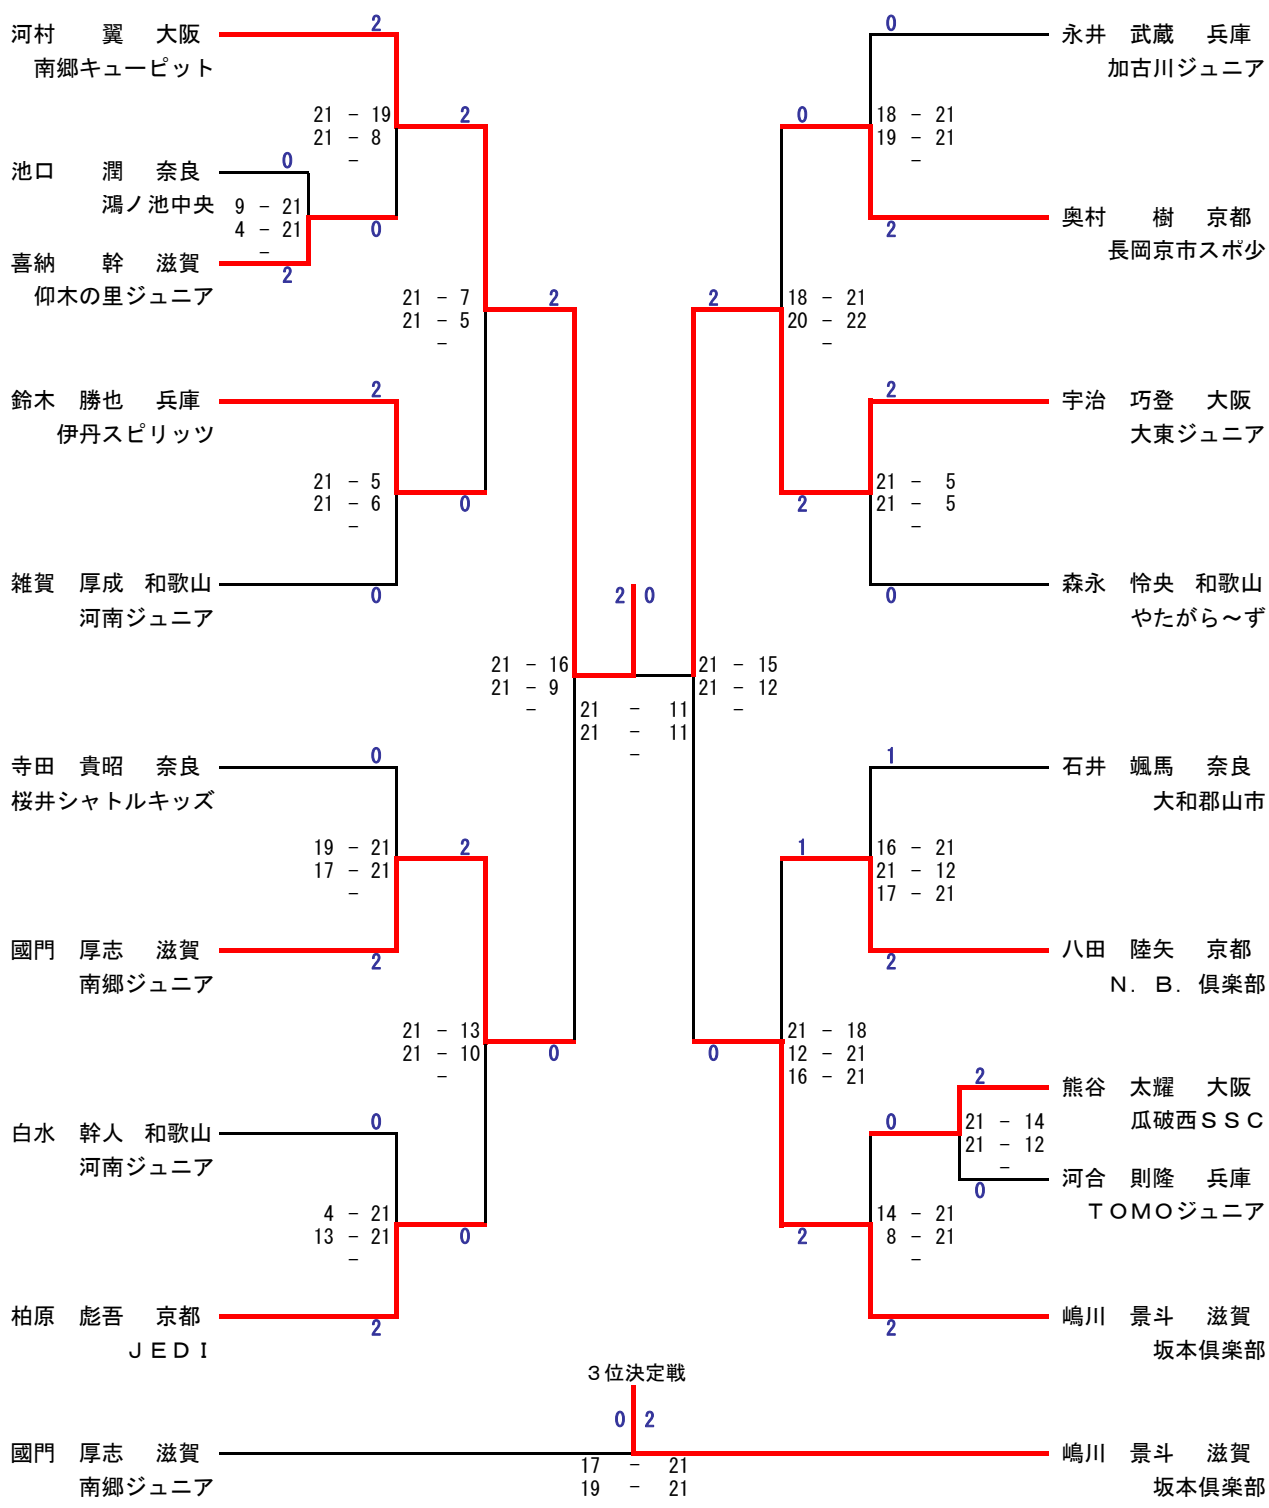 河村　翼　大阪
南郷キューピット
2
21 - 19
21 - 8
-
2
池口　潤　奈良
鴻ノ池中央
0
9 - 21
4 - 21
-
0
喜納　幹　滋賀
仰木の里ジュニア
2
21 - 7
21 - 5
-
2
鈴木　勝也　兵庫
伊丹スピリッツ
2
21 - 5
21 - 6
-
0
雑賀　厚成　和歌山
河南ジュニア
0
21 - 16
21 - 9
-
寺田　貴昭　奈良
桜井シャトルキッズ
0
19 - 21
17 - 21
-
2
國門　厚志　滋賀
南郷ジュニア
2
21 - 13
21 - 10
-
0
白水　幹人　和歌山
河南ジュニア
0
4 - 21
13 - 21
-
0
柏原　彪吾　京都
ＪＥＤＩ
2
2 0
21 - 11
21 - 11
-
0
永井　武蔵　兵庫
加古川ジュニア
0
18 - 21
19 - 21
-
奥村　樹　京都
長岡京市スポ少
2
2
18 - 21
20 - 22
-
2
宇治　巧登　大阪
大東ジュニア
21 - 5
21 - 5
-
2
森永　怜央　和歌山
やたがら～ず
0
21 - 15
21 - 12
-
1
石井　颯馬　奈良
大和郡山市
1
16 - 21
21 - 12
17 - 21
八田　陸矢　京都
Ｎ．Ｂ．倶楽部
2
0
21 - 18
12 - 21
16 - 21
2
熊谷　太耀　大阪
瓜破西ＳＳＣ
0
21 - 14
21 - 12
-
河合　則隆　兵庫
ＴＯＭＯジュニア
0
14 - 21
8 - 21
-
2
嶋川　景斗　滋賀
坂本倶楽部
2
３位決定戦
0 2
國門　厚志　滋賀
南郷ジュニア
17 - 21
19 - 21
嶋川　景斗　滋賀
坂本倶楽部